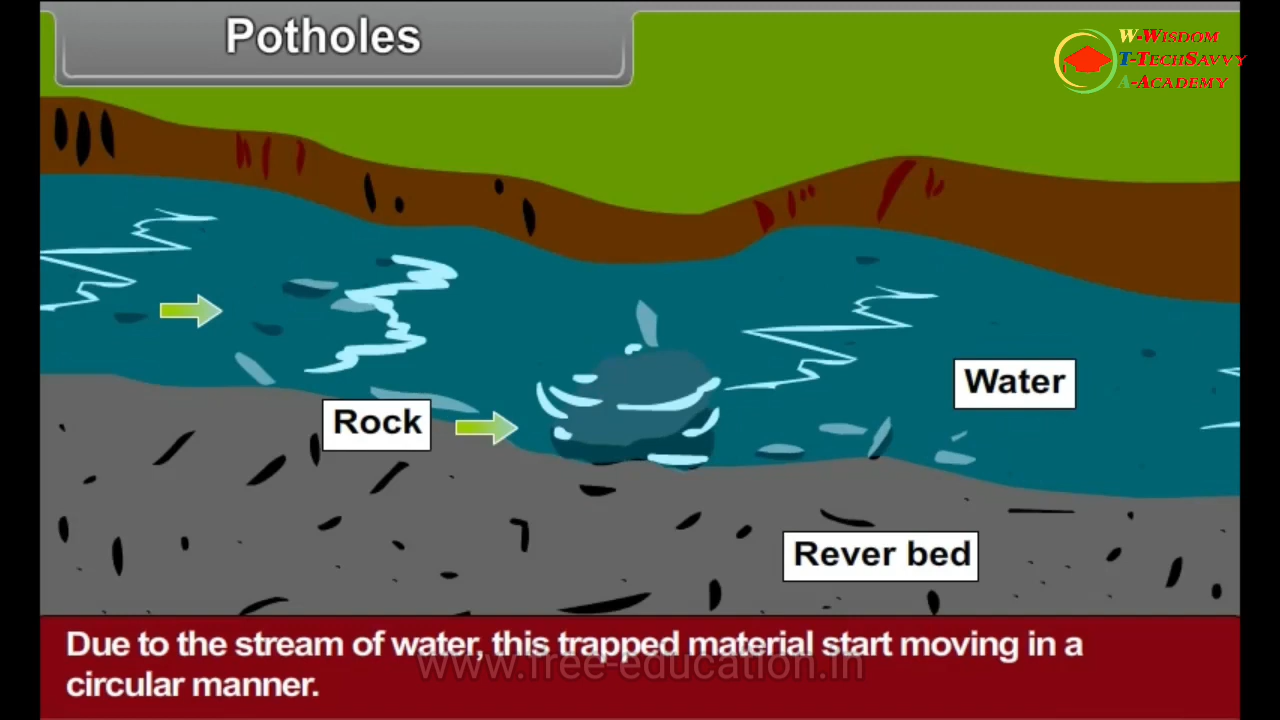 Potholes
W-Wisdom
T-TechSavvy
A-Academy
Rock
Water
Rever bed
Due to the stream of water, this trapped material start moving in a
circular manner.
www.free-education.in